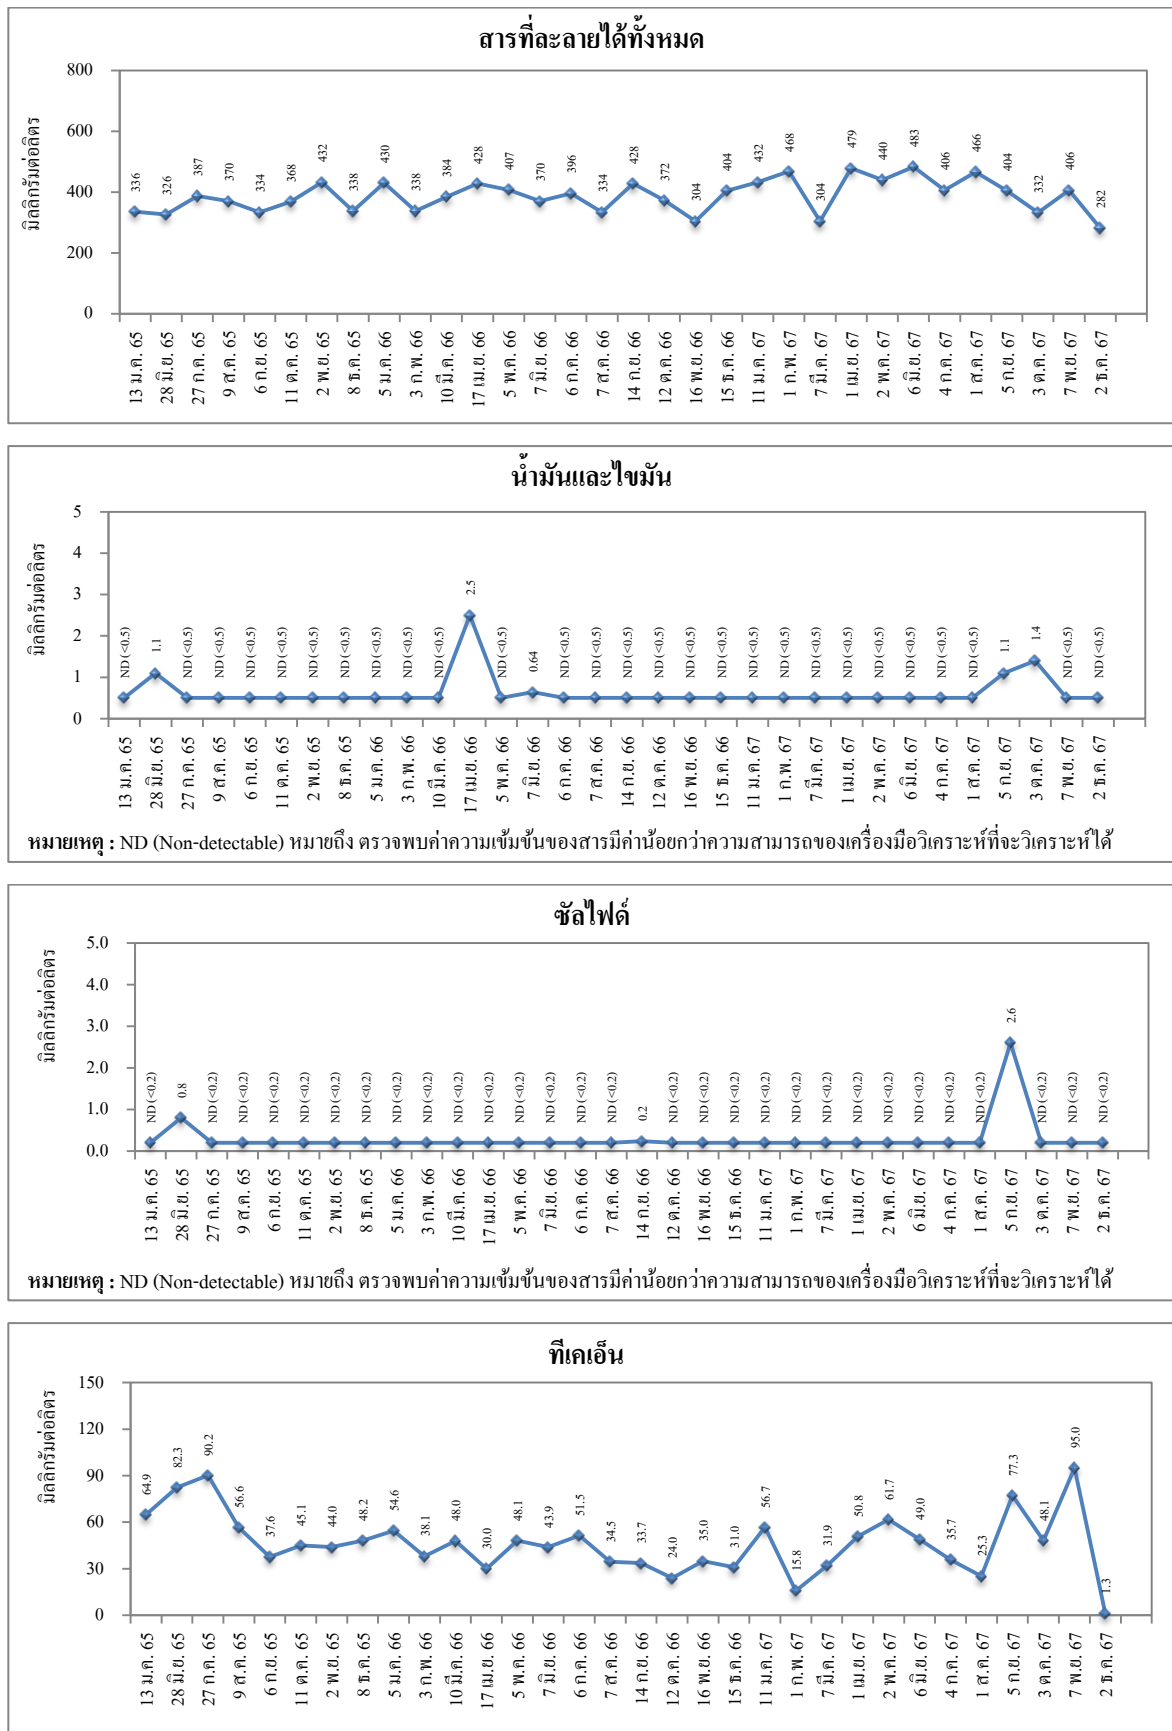 สารที่ละลายได้ทั้งหมด
มิลลิกรัมต่อลิตร
800
600
400
200
0
336 326 387 370 334 368 432 338 430 338 384 428 407 370 396 334 428 372 304 404 432 468 304 479 440 483 406 466 404 332 406 282
13 ม.ค. 65 28 มิ.ย. 65 27 ก.ค. 65 9 ส.ค. 65 6 ก.ย. 65 11 ต.ค. 65 2 พ.ย. 65 8 ธ.ค. 65 5 ม.ค. 66 3 ก.พ. 66 10 มี.ค. 66 17 เม.ย. 66 5 พ.ค. 66 7 มิ.ย. 66 6 ก.ค. 66 7 ส.ค. 66 14 ก.ย. 66 12 ต.ค. 66 16 พ.ย. 66 15 ธ.ค. 66 11 ม.ค. 67 1 ก.พ. 67 7 มี.ค. 67 1 เม.ย. 67 2 พ.ค. 67 6 มิ.ย. 67 4 ก.ค. 67 1 ส.ค. 67 5 ก.ย. 67 3 ต.ค. 67 7 พ.ย. 67 2 ธ.ค. 67
น้ำมันและไขมัน
มิลลิกรัมต่อลิตร
5
4
3
2
1
0
ND (<0.5) 1.1 ND (<0.5) ND (<0.5) ND (<0.5) ND (<0.5) ND (<0.5) ND (<0.5) ND (<0.5) ND (<0.5) ND (<0.5) 2.5 ND (<0.5) 0.64 ND (<0.5) ND (<0.5) ND (<0.5) ND (<0.5) ND (<0.5) ND (<0.5) ND (<0.5) ND (<0.5) ND (<0.5) ND (<0.5) ND (<0.5) ND (<0.5) ND (<0.5) ND (<0.5) 1.1 1.4 ND (<0.5) ND (<0.5)
13 ม.ค. 65 28 มิ.ย. 65 27 ก.ค. 65 9 ส.ค. 65 6 ก.ย. 65 11 ต.ค. 65 2 พ.ย. 65 8 ธ.ค. 65 5 ม.ค. 66 3 ก.พ. 66 10 มี.ค. 66 17 เม.ย. 66 5 พ.ค. 66 7 มิ.ย. 66 6 ก.ค. 66 7 ส.ค. 66 14 ก.ย. 66 12 ต.ค. 66 16 พ.ย. 66 15 ธ.ค. 66 11 ม.ค. 67 1 ก.พ. 67 7 มี.ค. 67 1 เม.ย. 67 2 พ.ค. 67 6 มิ.ย. 67 4 ก.ค. 67 1 ส.ค. 67 5 ก.ย. 67 3 ต.ค. 67 7 พ.ย. 67 2 ธ.ค. 67
หมายเหตุ : ND (Non-detectable) หมายถึง ตรวจพบค่าความเข้มข้นของสารมีค่าน้อยกว่าความสามารถของเครื่องมือวิเคราะห์ที่จะวิเคราะห์ได้
ซัลไฟด์
มิลลิกรัมต่อลิตร
5.0
4.0
3.0
2.0
1.0
0.0
ND (<0.2) 0.8 ND (<0.2) ND (<0.2) ND (<0.2) ND (<0.2) ND (<0.2) ND (<0.2) ND (<0.2) ND (<0.2) ND (<0.2) ND (<0.2) ND (<0.2) ND (<0.2) ND (<0.2) ND (<0.2) 0.2 ND (<0.2) ND (<0.2) ND (<0.2) ND (<0.2) ND (<0.2) ND (<0.2) ND (<0.2) ND (<0.2) ND (<0.2) ND (<0.2) ND (<0.2) 2.6 ND (<0.2) ND (<0.2) ND (<0.2)
13 ม.ค. 65 28 มิ.ย. 65 27 ก.ค. 65 9 ส.ค. 65 6 ก.ย. 65 11 ต.ค. 65 2 พ.ย. 65 8 ธ.ค. 65 5 ม.ค. 66 3 ก.พ. 66 10 มี.ค. 66 17 เม.ย. 66 5 พ.ค. 66 7 มิ.ย. 66 6 ก.ค. 66 7 ส.ค. 66 14 ก.ย. 66 12 ต.ค. 66 16 พ.ย. 66 15 ธ.ค. 66 11 ม.ค. 67 1 ก.พ. 67 7 มี.ค. 67 1 เม.ย. 67 2 พ.ค. 67 6 มิ.ย. 67 4 ก.ค. 67 1 ส.ค. 67 5 ก.ย. 67 3 ต.ค. 67 7 พ.ย. 67 2 ธ.ค. 67
หมายเหตุ : ND (Non-detectable) หมายถึง ตรวจพบค่าความเข้มข้นของสารมีค่าน้อยกว่าความสามารถของเครื่องมือวิเคราะห์ที่จะวิเคราะห์ได้
ทีเคเอ็น
มิลลิกรัมต่อลิตร
150
120
90
60
30
0
64.9 82.3 90.2 56.6 37.6 45.1 44.0 48.2 54.6 38.1 48.0 30.0 48.1 43.9 51.5 34.5 33.7 24.0 35.0 31.0 56.7 15.8 31.9 50.8 61.7 49.0 35.7 25.3 77.3 48.1 95.0 1.3
13 ม.ค. 65 28 มิ.ย. 65 27 ก.ค. 65 9 ส.ค. 65 6 ก.ย. 65 11 ต.ค. 65 2 พ.ย. 65 8 ธ.ค. 65 5 ม.ค. 66 3 ก.พ. 66 10 มี.ค. 66 17 เม.ย. 66 5 พ.ค. 66 7 มิ.ย. 66 6 ก.ค. 66 7 ส.ค. 66 14 ก.ย. 66 12 ต.ค. 66 16 พ.ย. 66 15 ธ.ค. 66 11 ม.ค. 67 1 ก.พ. 67 7 มี.ค. 67 1 เม.ย. 67 2 พ.ค. 67 6 มิ.ย. 67 4 ก.ค. 67 1 ส.ค. 67 5 ก.ย. 67 3 ต.ค. 67 7 พ.ย. 67 2 ธ.ค. 67